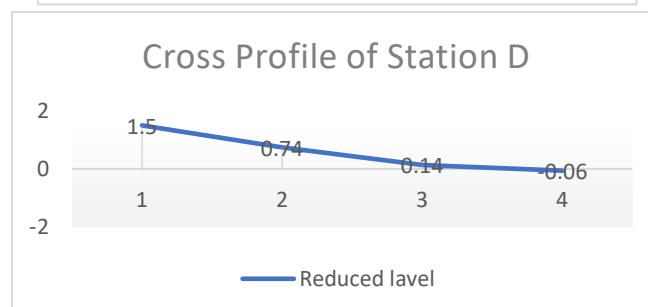 Cross Profile of Station D
2
1.5
0.74
0.14
-0.06
0
1 2 3 4
-2
Reduced lavel